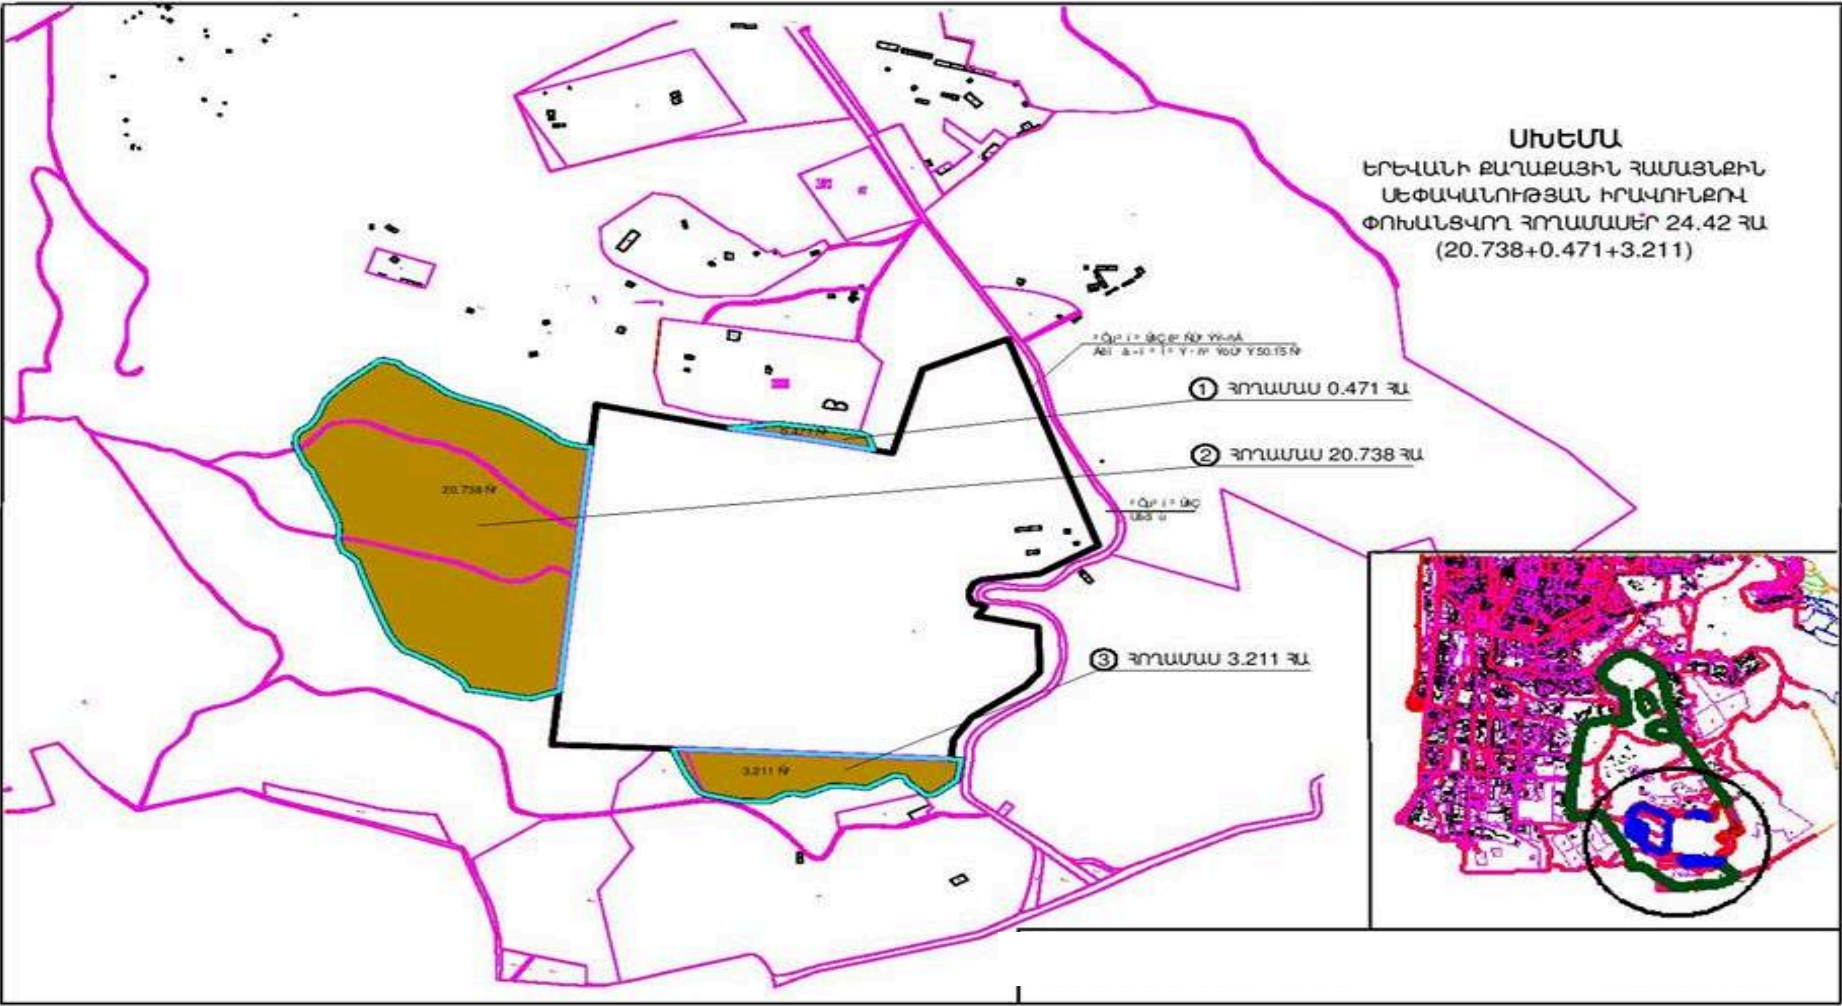 ՍԽԵՄԱ
ԵՐԵՎԱՆԻ ՔԱՂԱՔԱՅԻՆ ՀԱՄԱՅՆՔԻՆ
ՍԵՓԱԿԱՆՈՒԹՅԱՆ ԻՐԱՎՈՒՆՔՈՎ
ՓՈԽԱՆՑՎՈՂ ՀՈՂԱՄԱՍԵՐ 24.42 ՀԱ
(20.738+0.471+3.211)
1 ՀՈՂԱՄԱՍ 0.471 ՀԱ
2 ՀՈՂԱՄԱՍ 20.738 ՀԱ
20.738
3 ՀՈՂԱՄԱՍ 3.211 ՀԱ
3.211